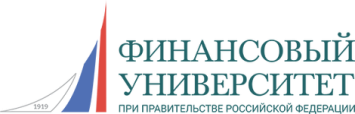 ФИНАНСОВЫЙ
УНИВЕРСИТЕТ
ПРИ ПРАВИТЕЛЬСТВЕ РОССИЙСКОЙ ФЕДЕРАЦИИ
1919